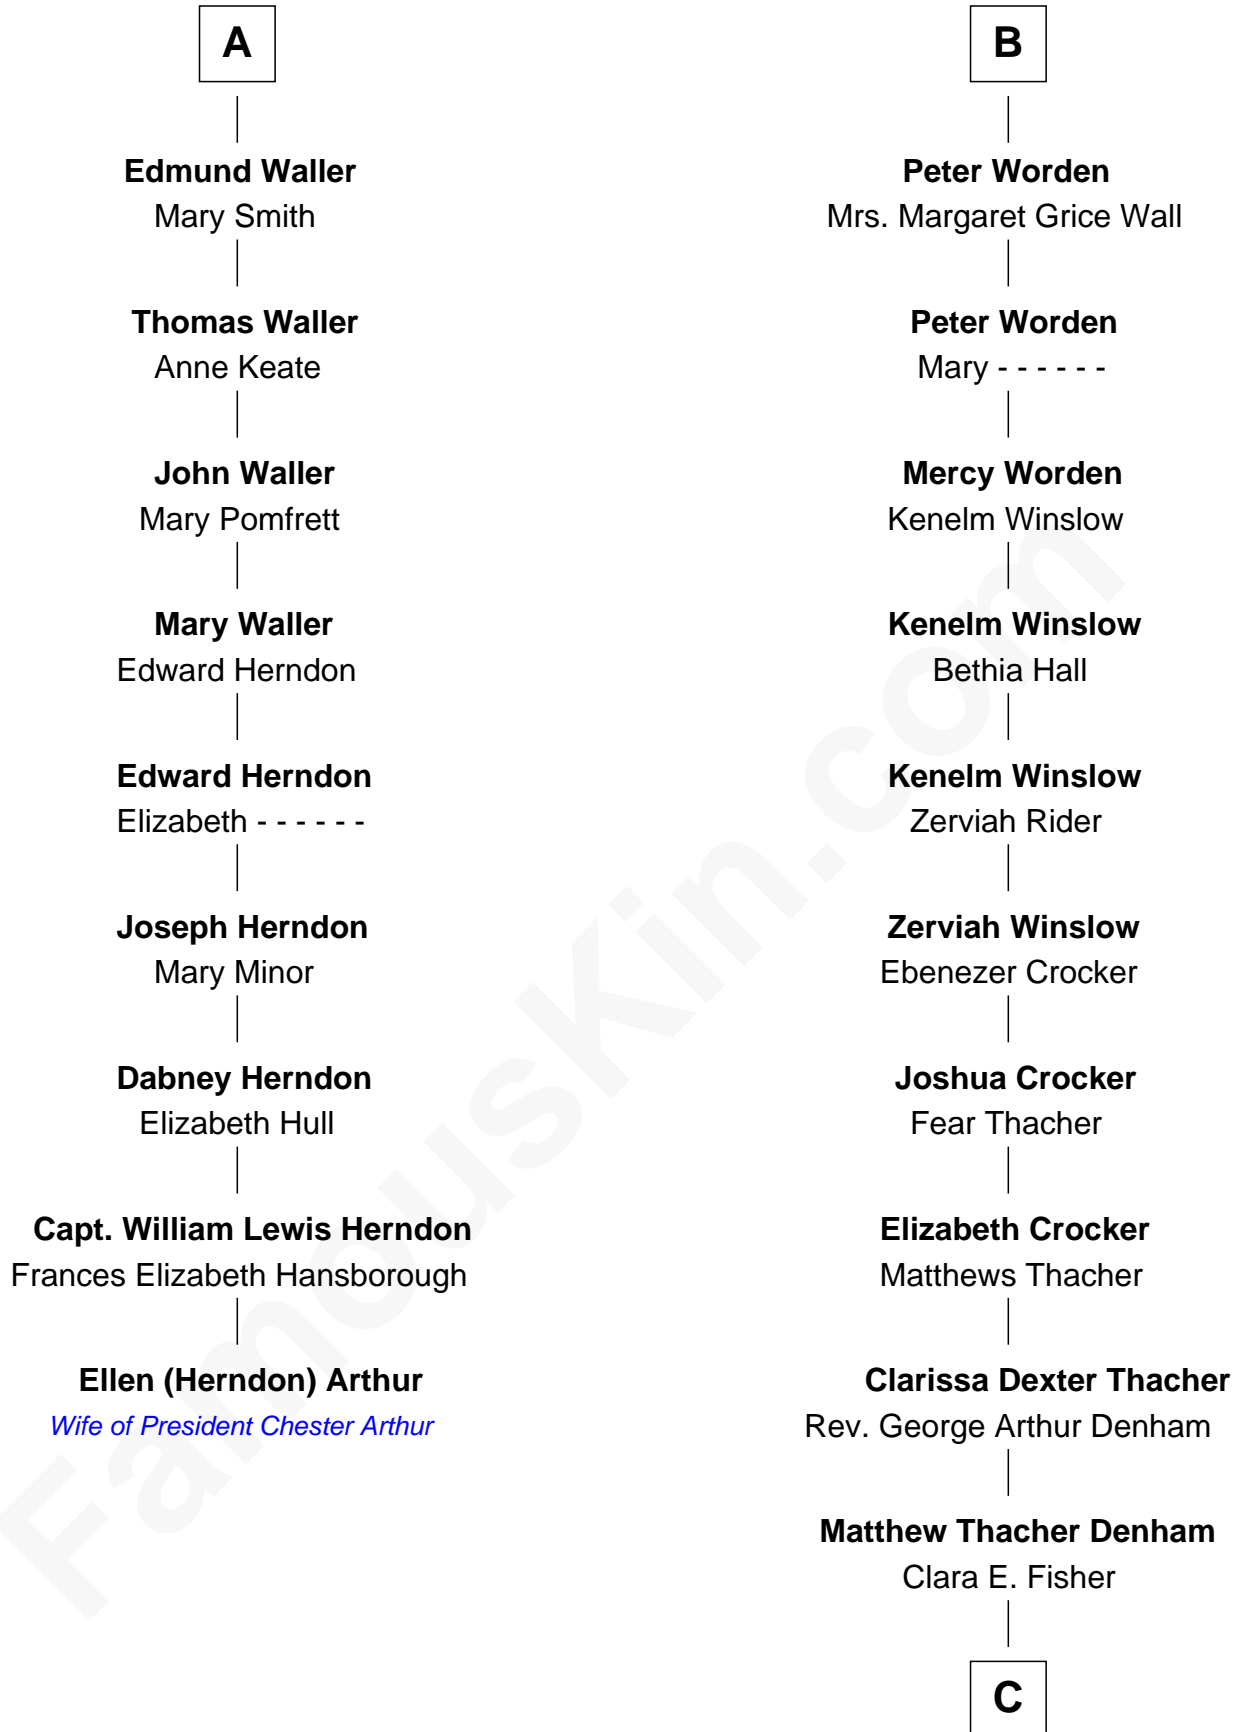 A
Edmund Waller
Mary Smith
Thomas Waller
Anne Keate
John Waller
Mary Pomfrett
Mary Waller
Edward Herndon
Edward Herndon
Elizabeth - - - - - -
Joseph Herndon
Mary Minor
Dabney Herndon
Elizabeth Hull
Capt. William Lewis Herndon
Frances Elizabeth Hansborough
Ellen (Herndon) Arthur
Wife of President Chester Arthur
B
Peter Worden
Mrs. Margaret Grice Wall
Peter Worden
Mary - - - - - -
Mercy Worden
Kenelm Winslow
Kenelm Winslow
Bethia Hall
Kenelm Winslow
Zerviah Rider
Zerviah Winslow
Ebenezer Crocker
Joshua Crocker
Fear Thacher
Elizabeth Crocker
Matthews Thacher
Clarissa Dexter Thacher
Rev. George Arthur Denham
Matthew Thacher Denham
Clara E. Fisher
C
FamousKin.com